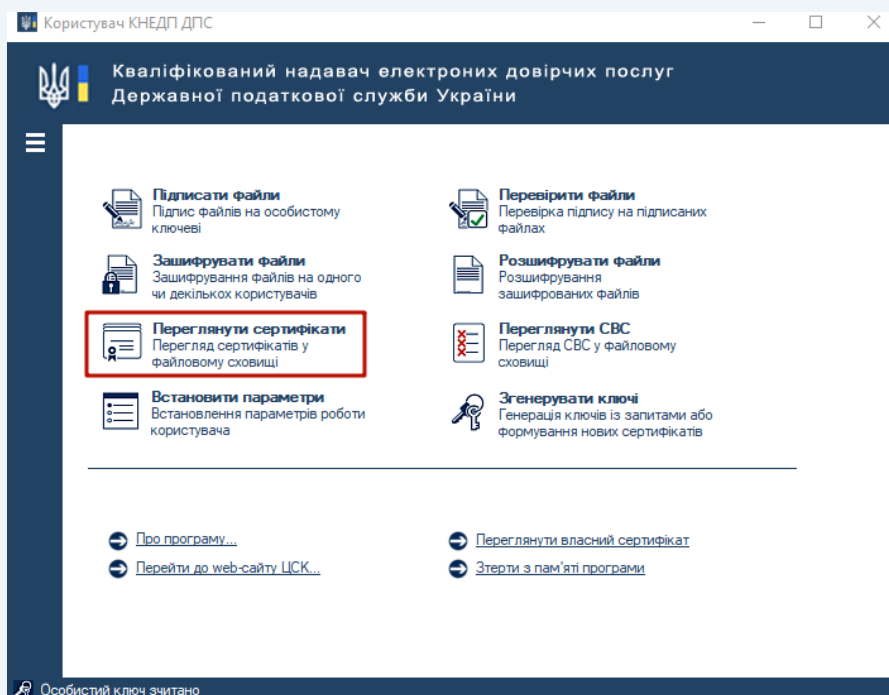 Користувач КНЕДП ДПС
Кваліфікований надавач електроних довірчих послуг
Державної податкової служби України
Підписати файли
Підпис файлів на особистому
ключеві
Перевірити файли
Перевірка підпису на підписаних
файлах
Зашифрувати файли
Зашифрування файлів на одного
чи декількох користувачів
Розшифрувати файли
Розшифрування
зашифрованих файлів
Переглянути сертифікати
Перегляд сертифікатів у
файловому сховищі
Переглянути СВС
Перегляд СВС у файловому
сховищі
Встановити параметри
Встановлення параметрів роботи
користувача
Згенерувати ключі
Генерація ключів із запитами або
формування нових сертифікатів
Про програму...
Переглянути власний сертифікат
Перейти до web-сайту ЦСК...
Зтерти з пам'яті програми
Особистий ключ зчитано